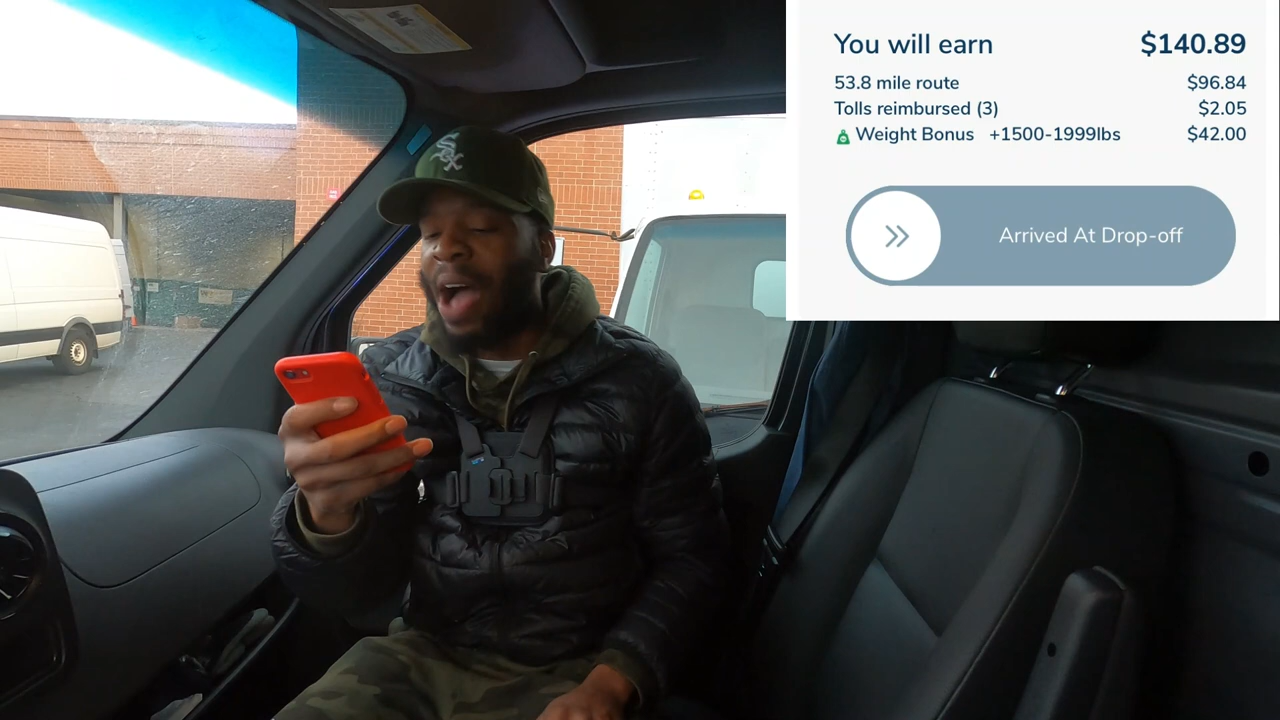 You will earn $140.89
53.8 mile route $96.84
Tolls reimbursed (3) $2.05
Weight Bonus +1500-1999lbs $42.00
Arrived At Drop-off
Sox